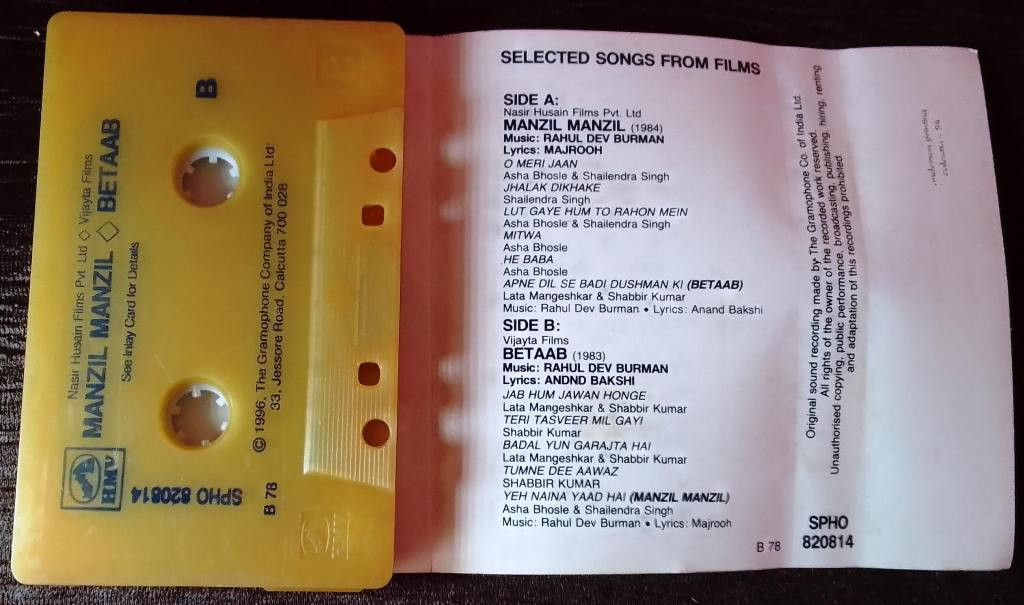 B
Nasir Husain Films Pvt. Ltd ◇ Vijayta Films
MANZIL MANZIL ◇ BETAAB
See Inlay Card for Details
HMV
SPHO 820814
B 78
© 1996, The Gramophone Company of India Ltd.
33, Jessore Road, Calcutta 700 028
HMV
SELECTED SONGS FROM FILMS
SIDE A:
Nasir Husain Films Pvt. Ltd
MANZIL MANZIL (1984)
Music: RAHUL DEV BURMAN
Lyrics: MAJROOH
O MERI JAAN
Asha Bhosle & Shailendra Singh
JHALAK DIKHAKE
Shailendra Singh
LUT GAYE HUM TO RAHON MEIN
Asha Bhosle & Shailendra Singh
MITWA
Asha Bhosle
HE BABA
Asha Bhosle
APNE DIL SE BADI DUSHMAN KI (BETAAB)
Lata Mangeshkar & Shabbir Kumar
Music: Rahul Dev Burman • Lyrics: Anand Bakshi
SIDE B:
Vijayta Films
BETAAB (1983)
Music: RAHUL DEV BURMAN
Lyrics: ANDND BAKSHI
JAB HUM JAWAN HONGE
Lata Mangeshkar & Shabbir Kumar
TERI TASVEER MIL GAYI
Shabbir Kumar
BADAL YUN GARAJTA HAI
Lata Mangeshkar & Shabbir Kumar
TUMNE DEE AAWAZ
SHABBIR KUMAR
YEH NAINA YAAD HAI (MANZIL MANZIL)
Asha Bhosle & Shailendra Singh
Music: Rahul Dev Burman • Lyrics: Majrooh
B 78
Original sound recording made by The Gramophone Co. of India Ltd.
All rights of the owner of the recorded work reserved.
Unauthorised copying, public performance, broadcasting, publishing, hiring, renting
and adaptation of this recordings prohibited.
SPHO
820814